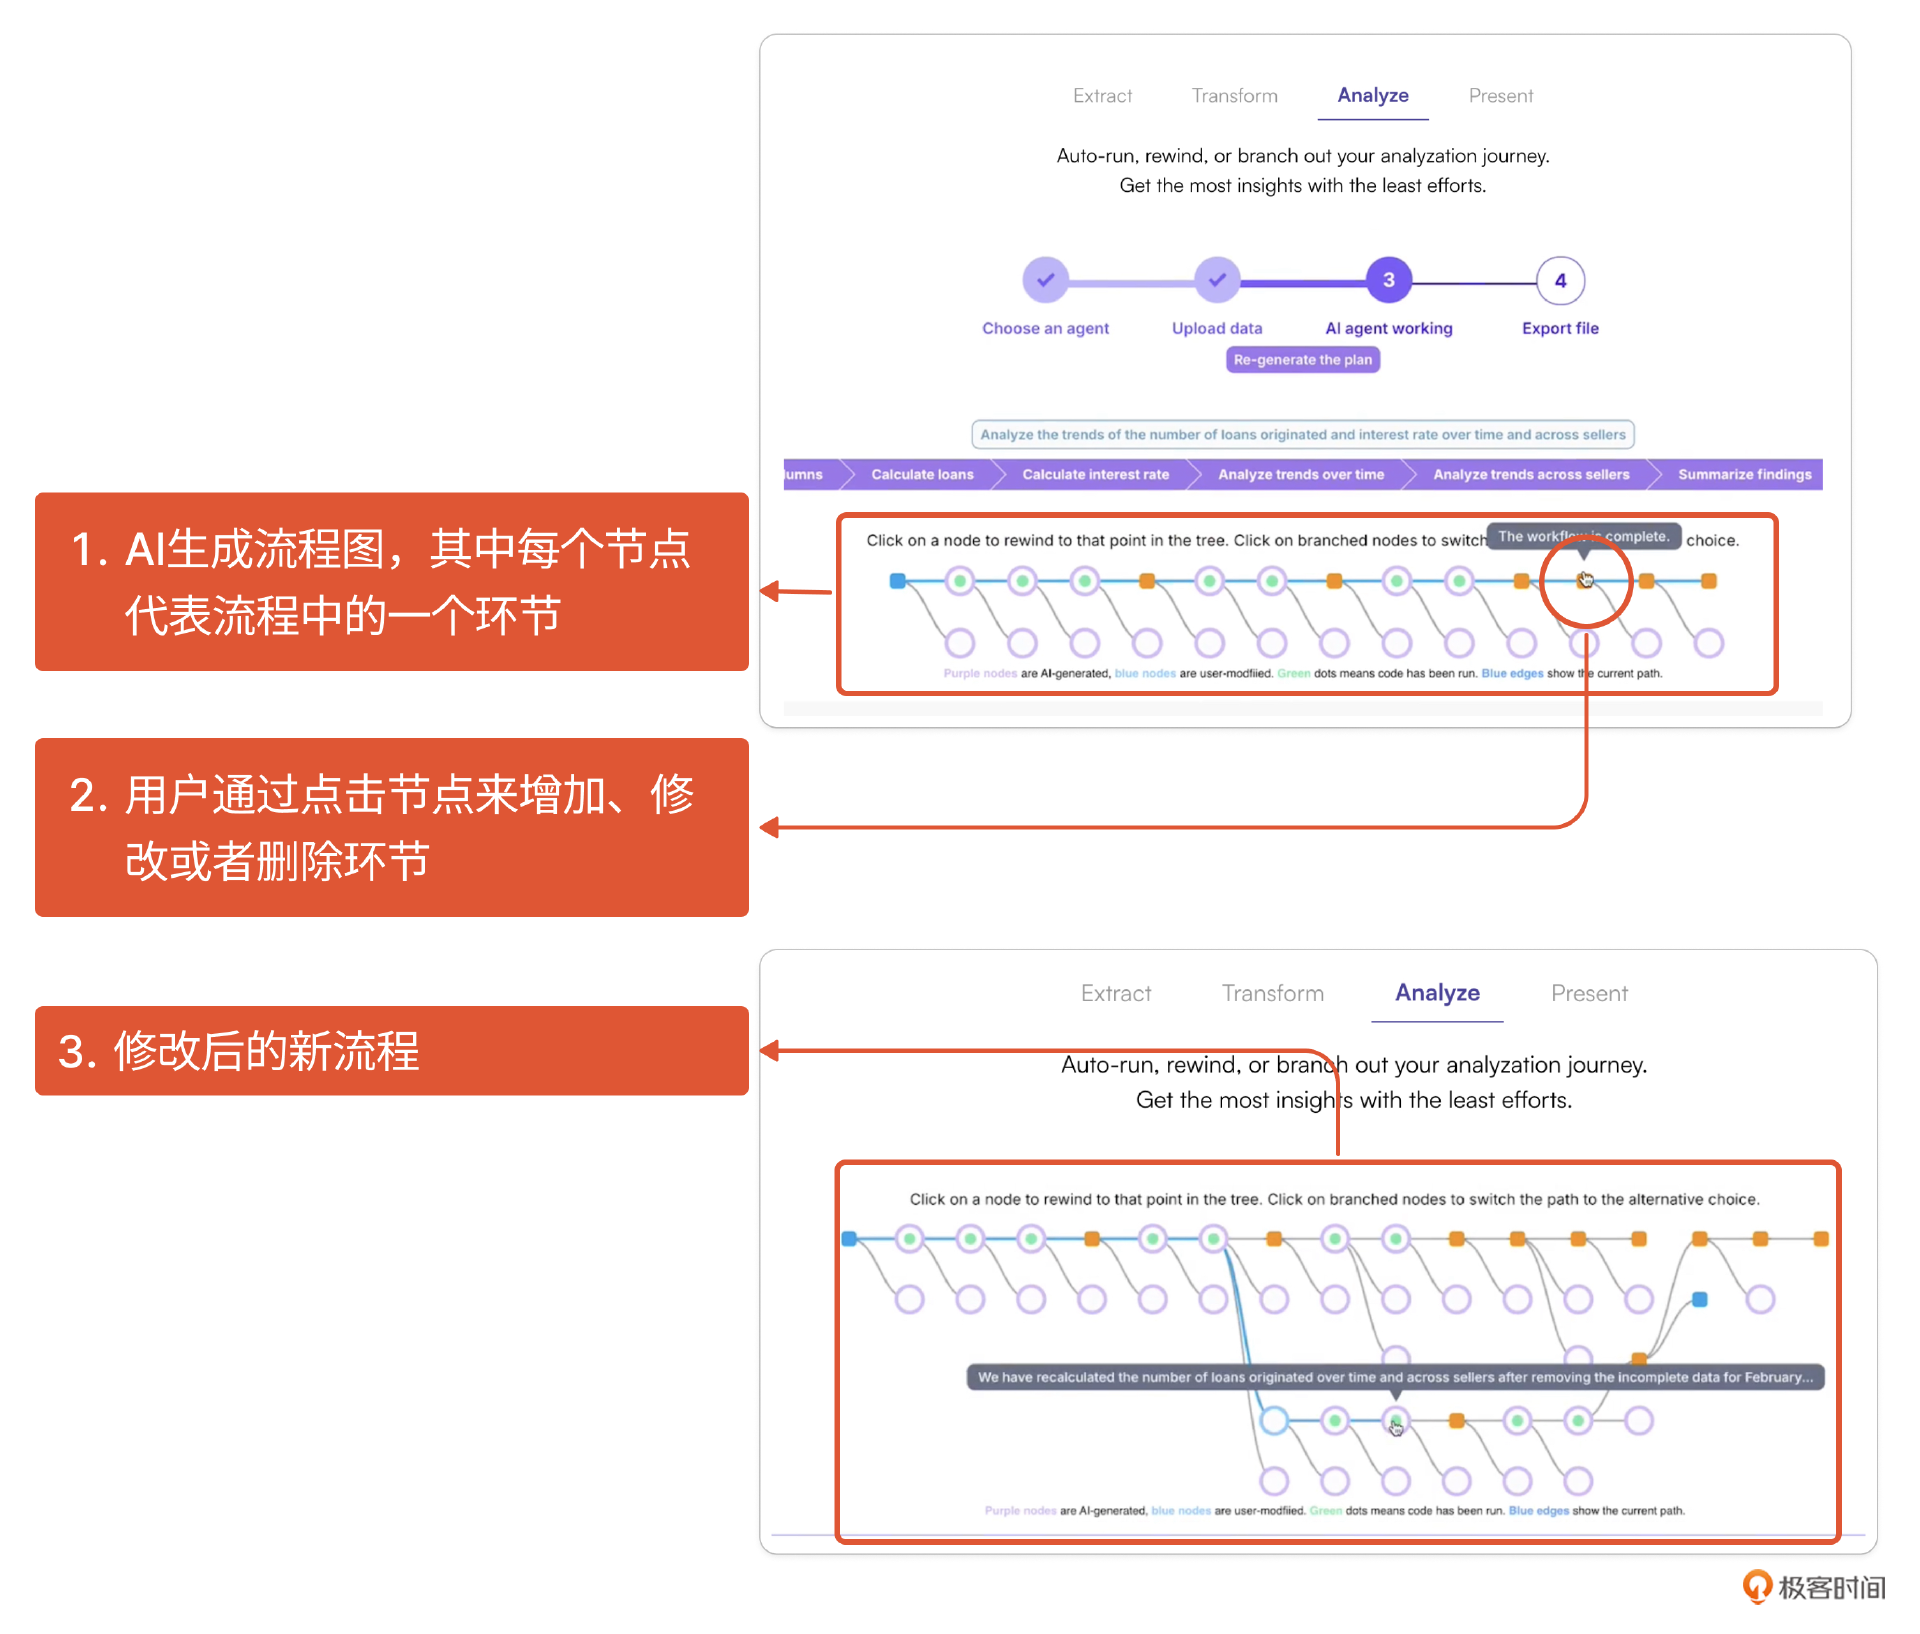 Extract Transform Analyze Present
Auto-run, rewind, or branch out your analyzation journey.
Get the most insights with the least efforts.
3 4
Choose an agent Upload data AI agent working Export file
Re-generate the plan
Analyze the trends of the number of loans originated and interest rate over time and across sellers
lumns Calculate loans Calculate interest rate Analyze trends over time Analyze trends across sellers Summarize findings
1. AI生成流程图，其中每个节点
代表流程中的一个环节
The workflow is complete.
Click on a node to rewind to that point in the tree. Click on branched nodes to switch choice.
Purple nodes are AI-generated, blue nodes are user-modfiied. Green dots means code has been run. Blue edges show the current path.
2. 用户通过点击节点来增加、修
改或者删除环节
Extract Transform Analyze Present
3. 修改后的新流程
Auto-run, rewind, or branch out your analyzation journey.
Get the most insights with the least efforts.
Click on a node to rewind to that point in the tree. Click on branched nodes to switch the path to the alternative choice.
We have recalculated the number of loans originated over time and across sellers after removing the incomplete data for February...
Purple nodes are AI-generated, blue nodes are user-modfiied. Green dots means code has been run. Blue edges show the current path.
极客时间